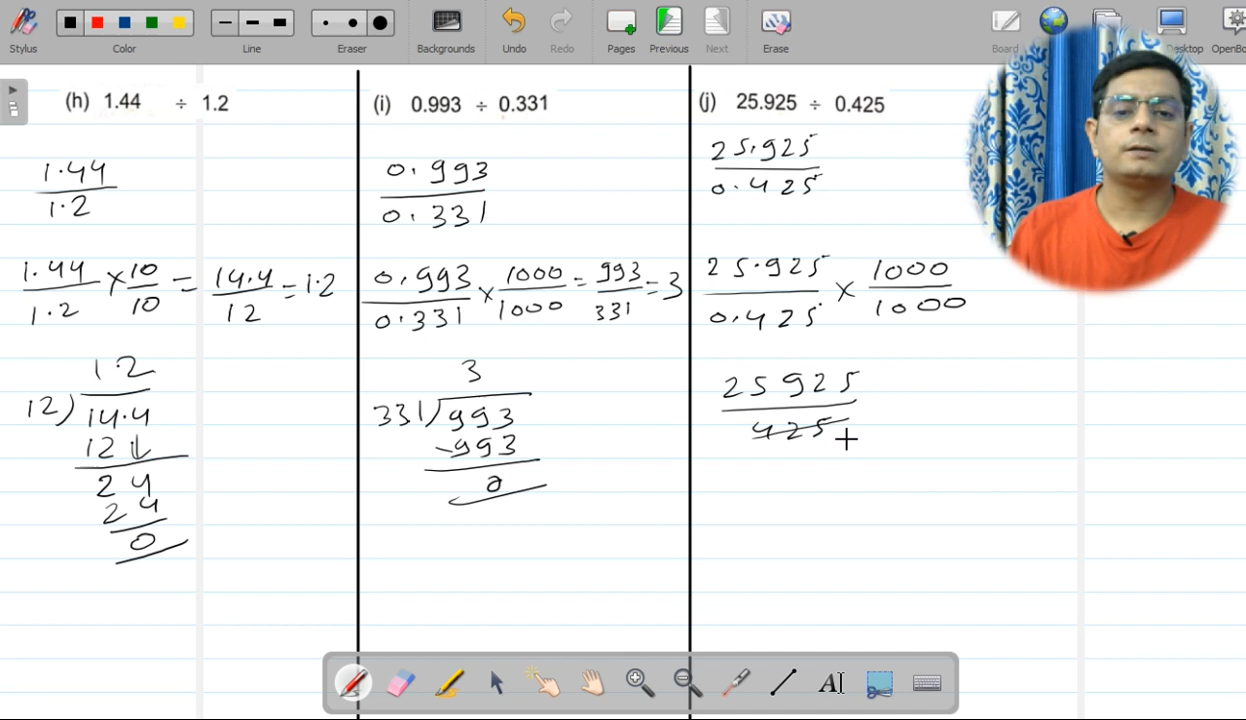 Stylus Color Line Eraser Backgrounds Undo Redo Pages Previous Next Erase Board Desktop OpenBo
(h) 1.44 ÷ 1.2
1.44
1.2
1.44 × 10 = 14.4 = 1.2
1.2 10 12
1.2
12) 14.4
12 ↓
24
24
0
(i) 0.993 ÷ 0.331
0.993
0.331
0.993 × 1000 = 993 = 3
0.331 1000 331
3
331) 993
-993
0
(j) 25.925 ÷ 0.425
25.925
0.425
25.925 × 1000
0.425 1000
25925
425